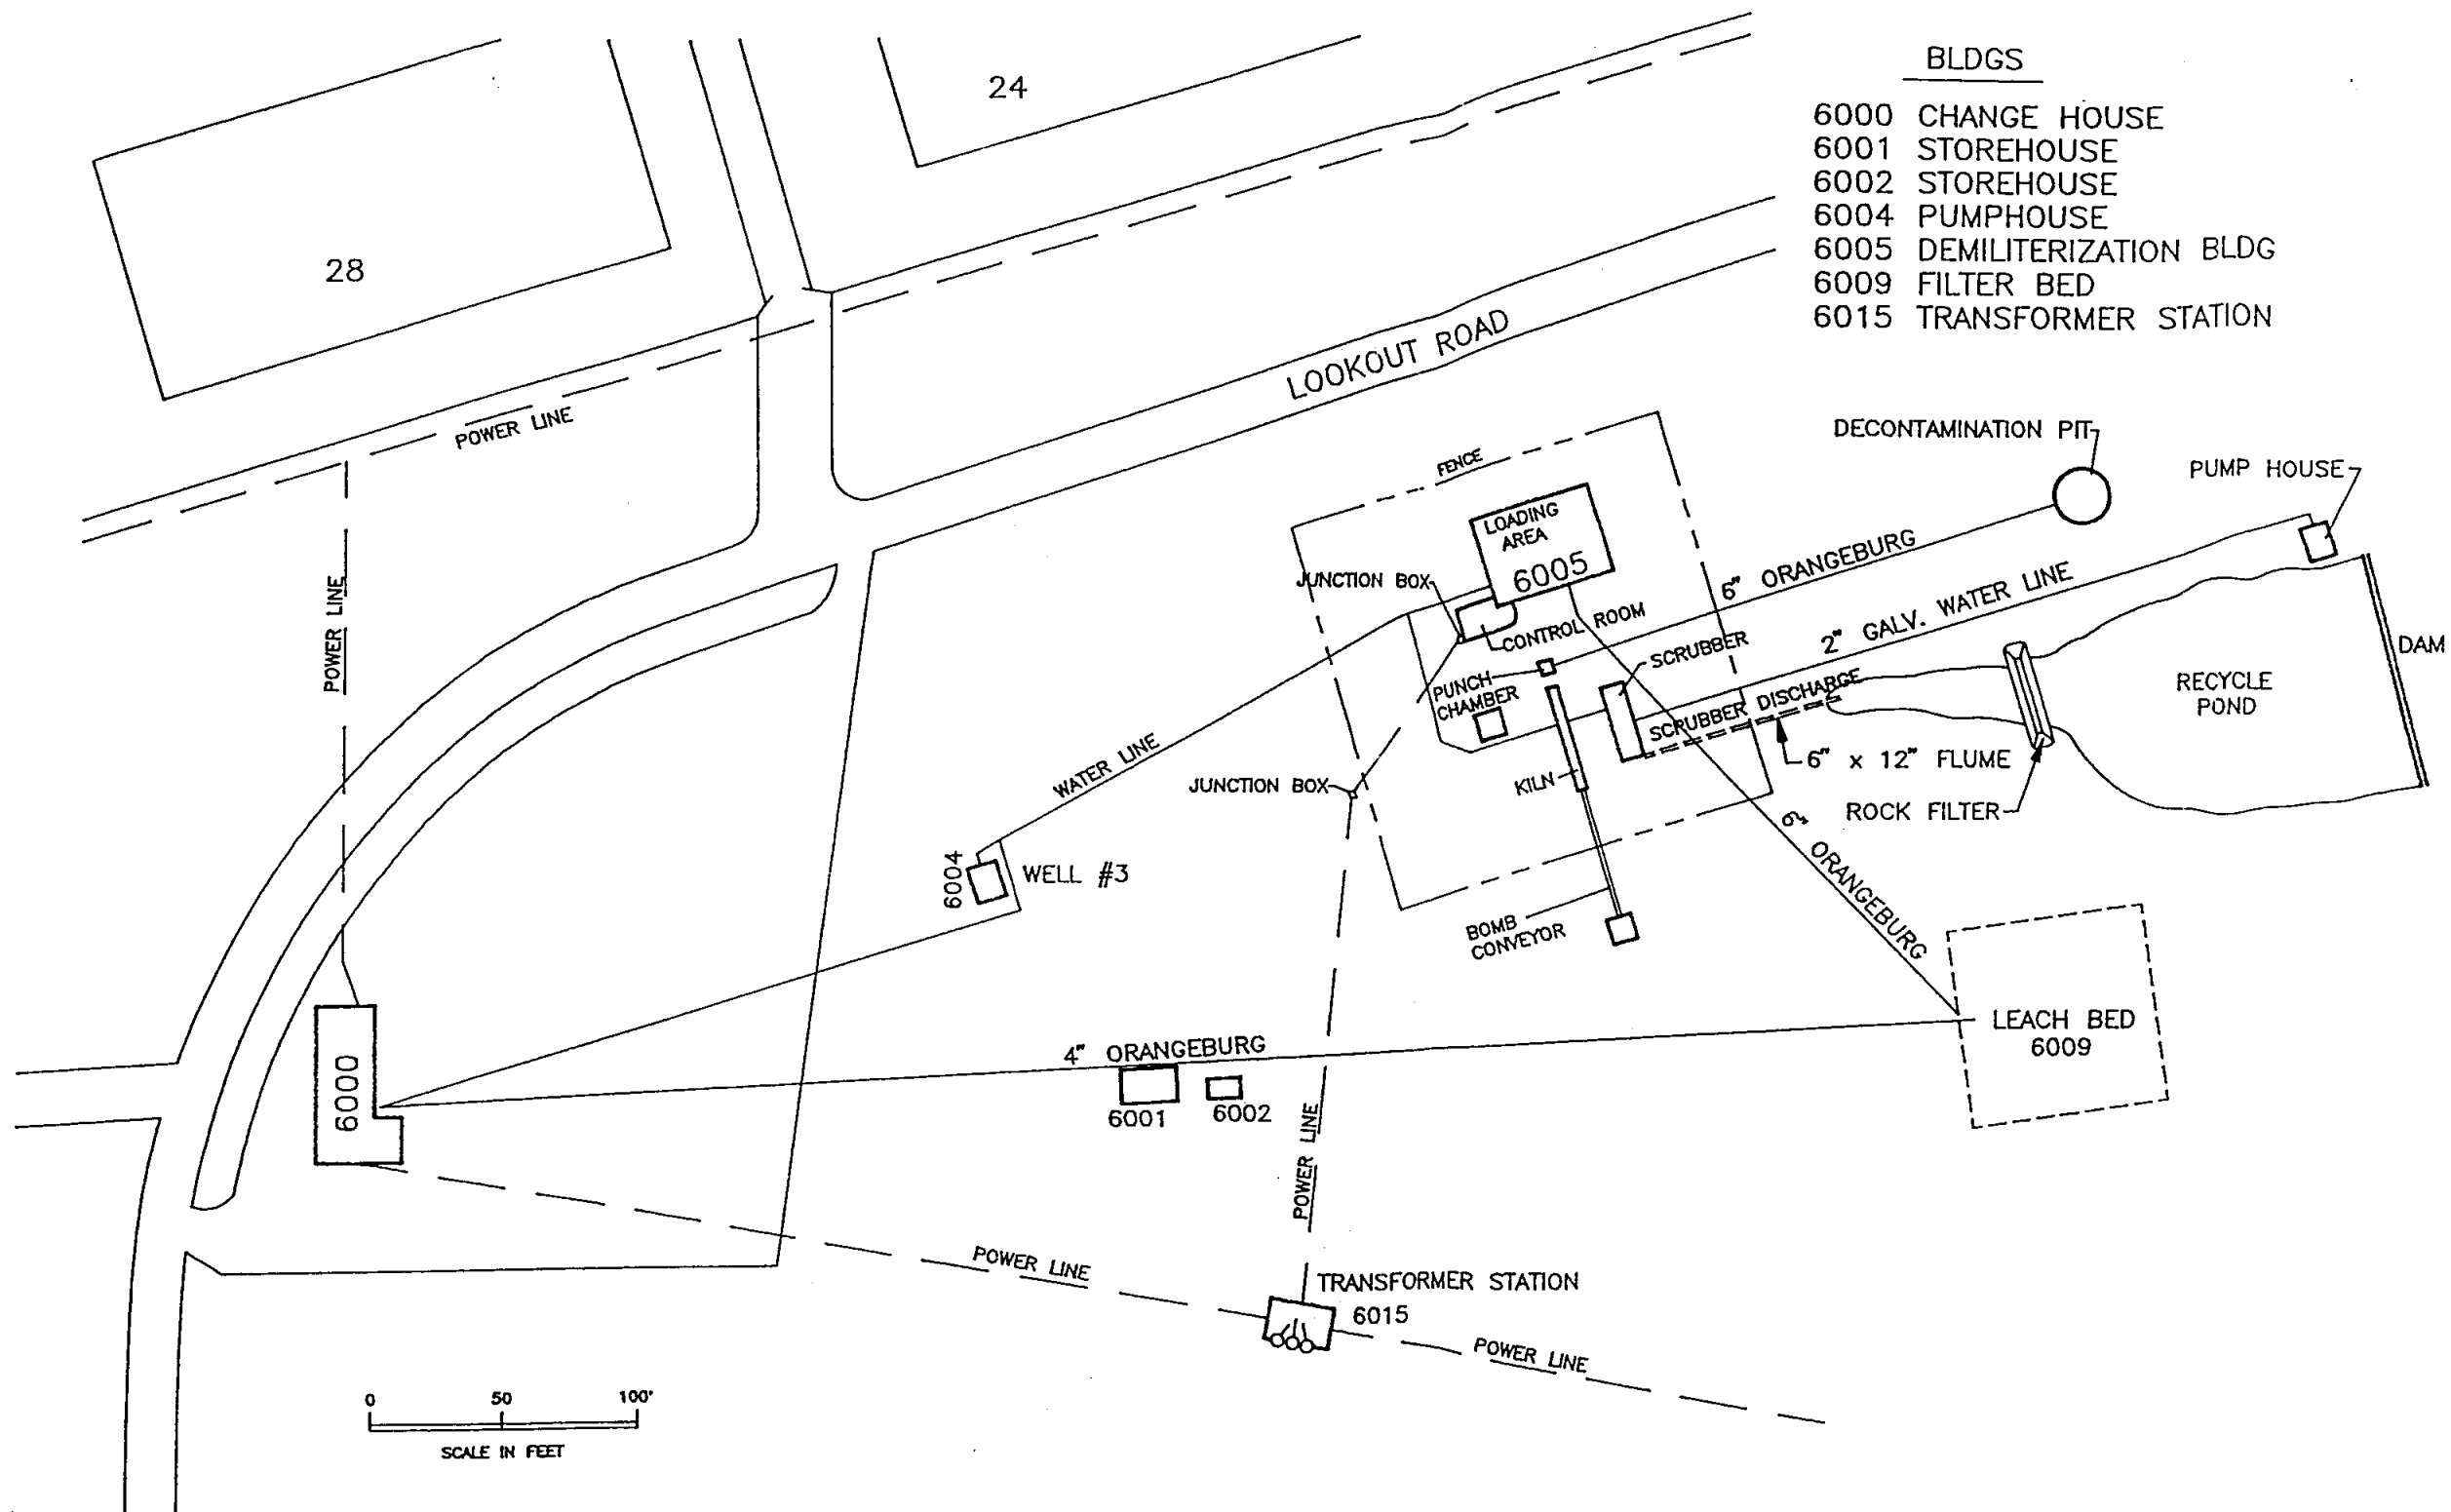 BLDGS
6000 CHANGE HOUSE
6001 STOREHOUSE
6002 STOREHOUSE
6004 PUMPHOUSE
6005 DEMILITERIZATION BLDG
6009 FILTER BED
6015 TRANSFORMER STATION
24
28
LOOKOUT ROAD
POWER LINE
POWER LINE
DECONTAMINATION PIT
PUMP HOUSE
FENCE
LOADING
AREA
6005
JUNCTION BOX
6" ORANGEBURG
CONTROL ROOM
2" GALV. WATER LINE
SCRUBBER
PUNCH
CHAMBER
SCRUBBER DISCHARGE
DAM
RECYCLE
POND
WATER LINE
JUNCTION BOX
KILN
6" x 12" FLUME
ROCK FILTER
6" ORANGEBURG
6004
WELL #3
BOMB
CONVEYOR
LEACH BED
6009
4" ORANGEBURG
6000
6001
6002
POWER LINE
POWER LINE
TRANSFORMER STATION
6015
POWER LINE
0 50 100'
SCALE IN FEET